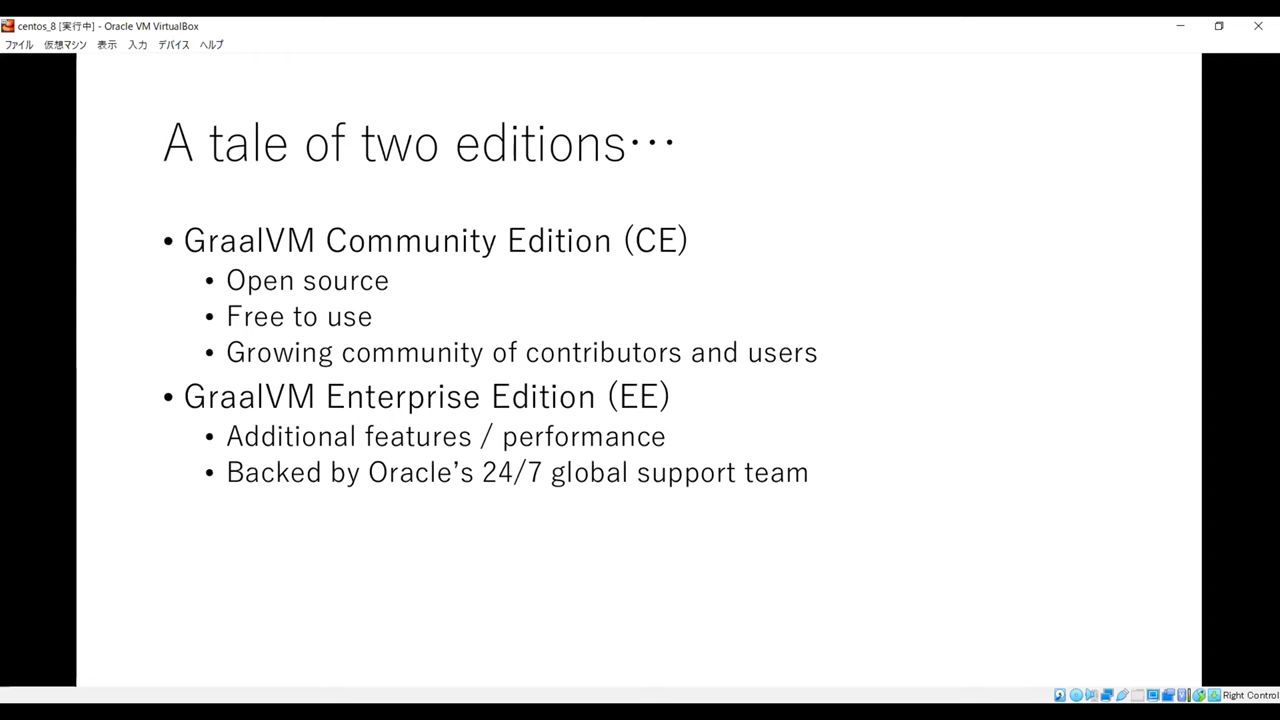 centos_8 [実行中] - Oracle VM VirtualBox
ファイル 仮想マシン 表示 入力 デバイス ヘルプ
A tale of two editions…
• GraalVM Community Edition (CE)
• Open source
• Free to use
• Growing community of contributors and users
• GraalVM Enterprise Edition (EE)
• Additional features / performance
• Backed by Oracle’s 24/7 global support team
Right Control